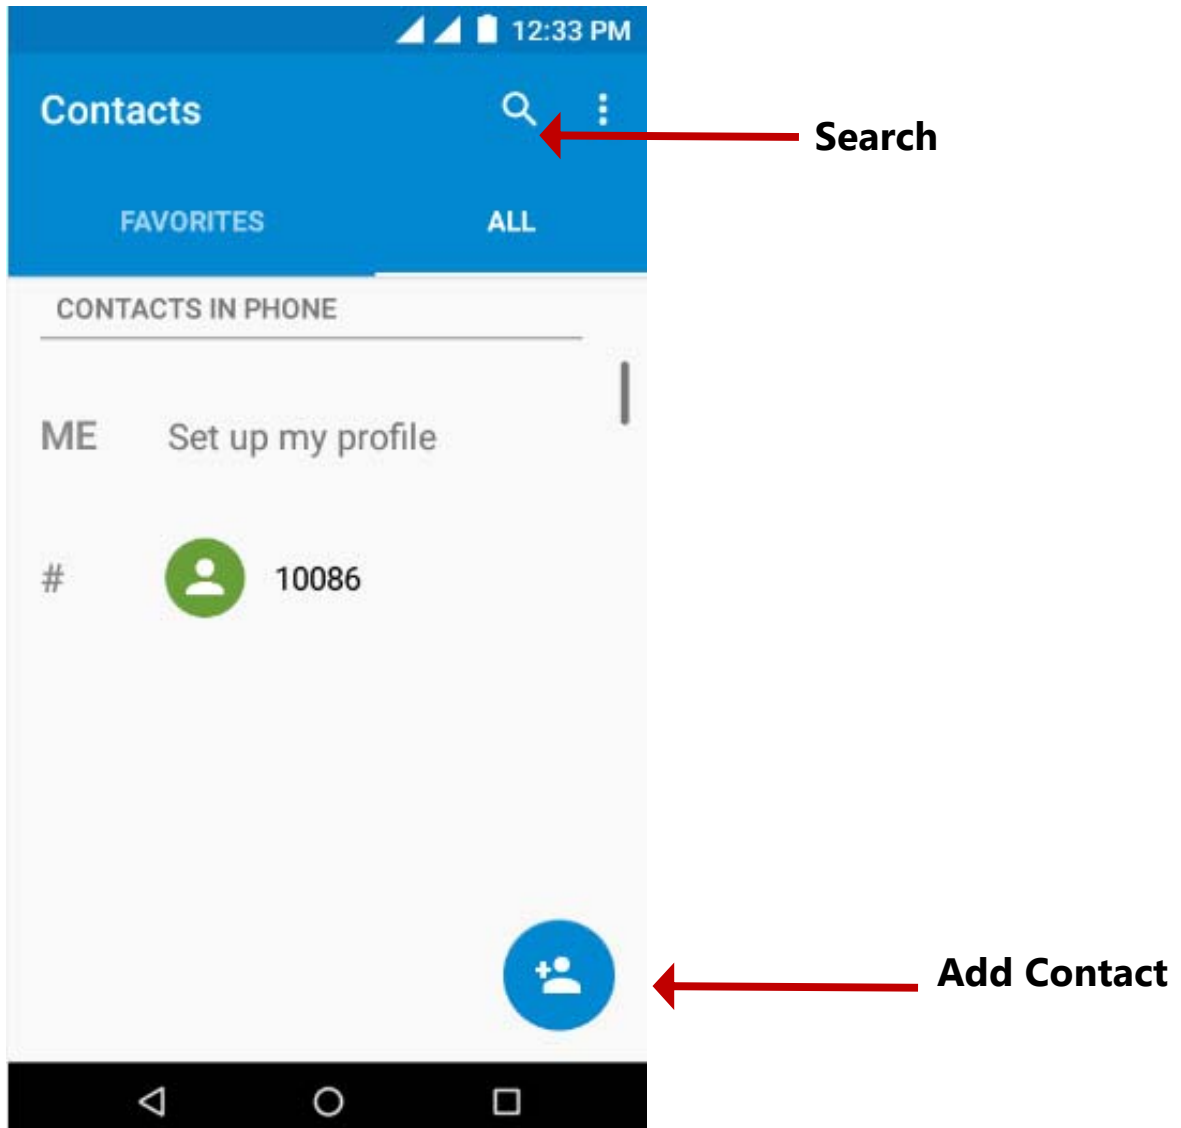 12:33 PM
Contacts
Search
FAVORITES ALL
CONTACTS IN PHONE
ME Set up my profile
# 10086
Add Contact